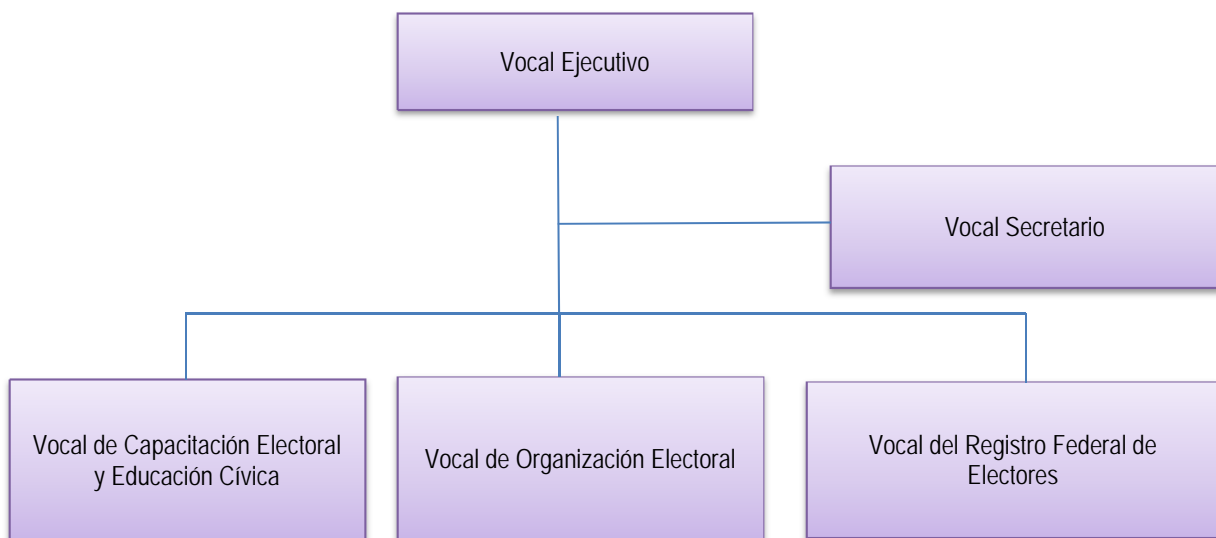 Vocal Ejecutivo
Vocal Secretario
Vocal de Capacitación Electoral
y Educación Cívica
Vocal de Organización Electoral
Vocal del Registro Federal de
Electores